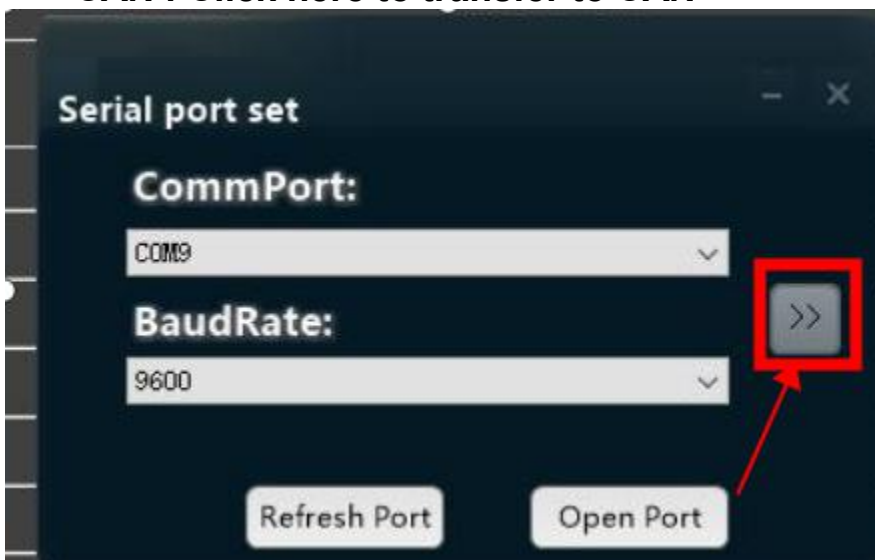 Serial port set
CommPort:
COM9
>>
BaudRate:
9600
Refresh Port Open Port